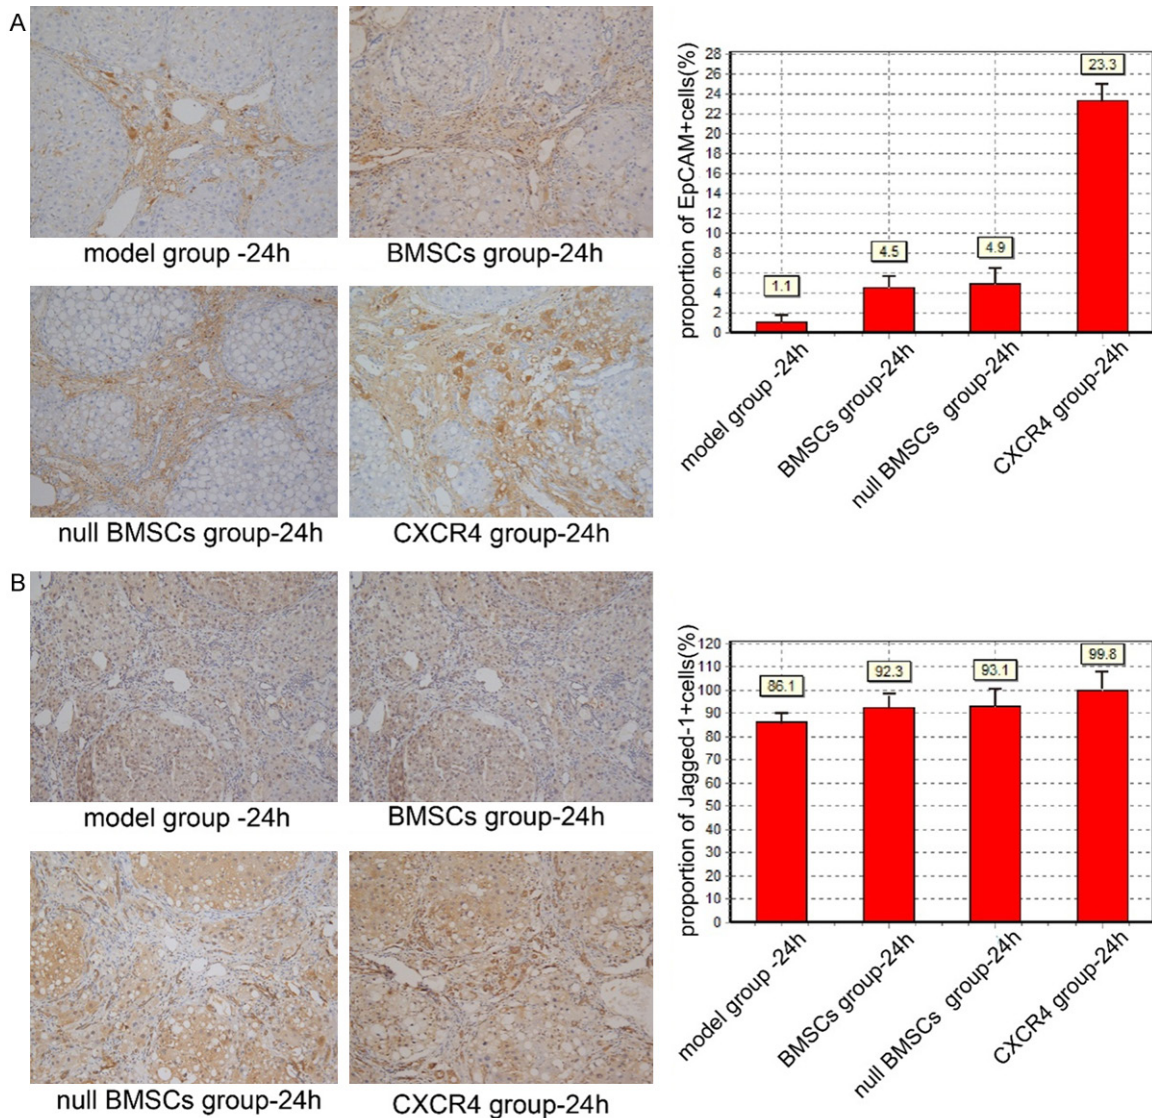 A
model group -24h
BMSCs group-24h
null BMSCs group-24h
CXCR4 group-24h
proportion of EpCAM+cells(%)
28
26
24
22
20
18
16
14
12
10
8
6
4
2
0
1.1
4.5
4.9
23.3
model group -24h
BMSCs group-24h
null BMSCs group-24h
CXCR4 group-24h
B
model group -24h
BMSCs group-24h
null BMSCs group-24h
CXCR4 group-24h
proportion of Jagged-1+cells(%)
120
110
100
90
80
70
60
50
40
30
20
10
0
86.1
92.3
93.1
99.8
model group -24h
BMSCs group-24h
null BMSCs group-24h
CXCR4 group-24h